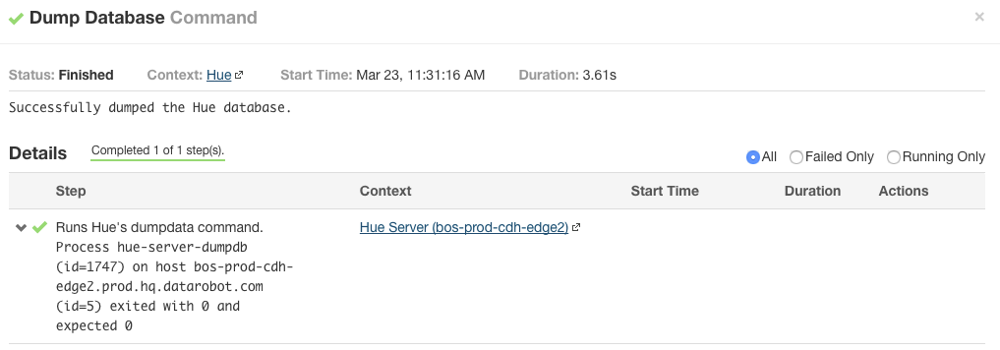 Dump Database Command
×
Status: Finished Context: Hue Start Time: Mar 23, 11:31:16 AM Duration: 3.61s
Successfully dumped the Hue database.
Details Completed 1 of 1 step(s).
All Failed Only Running Only
Step Context Start Time Duration Actions
Runs Hue's dumpdata command. Hue Server (bos-prod-cdh-edge2)
Process hue-server-dumpdb
(id=1747) on host bos-prod-cdh-
edge2.prod.hq.datarobot.com
(id=5) exited with 0 and
expected 0